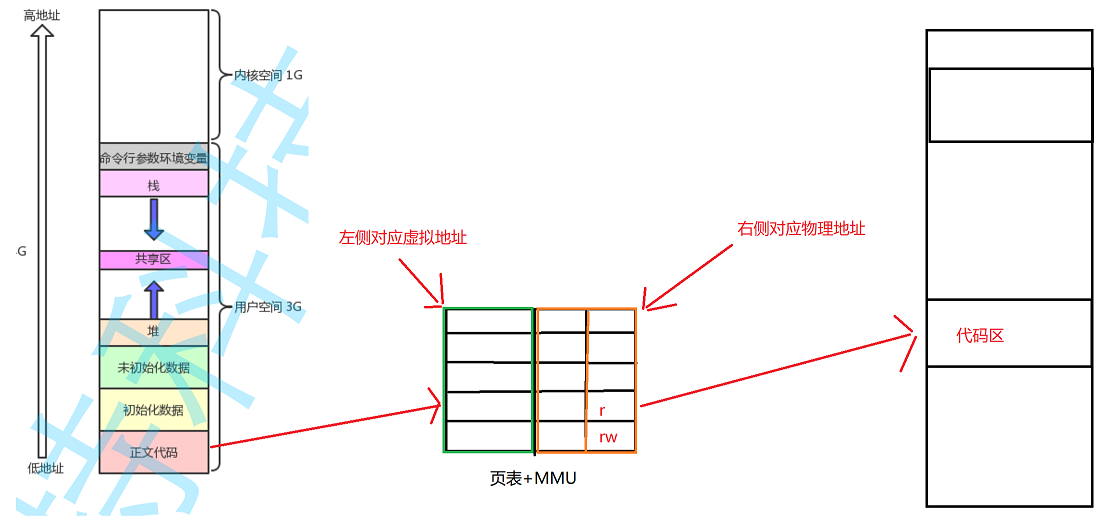 高地址
内核空间 1G
命令行参数环境变量
栈
G
共享区
用户空间 3G
堆
未初始化数据
初始化数据
正文代码
低地址
左侧对应虚拟地址
右侧对应物理地址
r
rw
页表+MMU
代码区